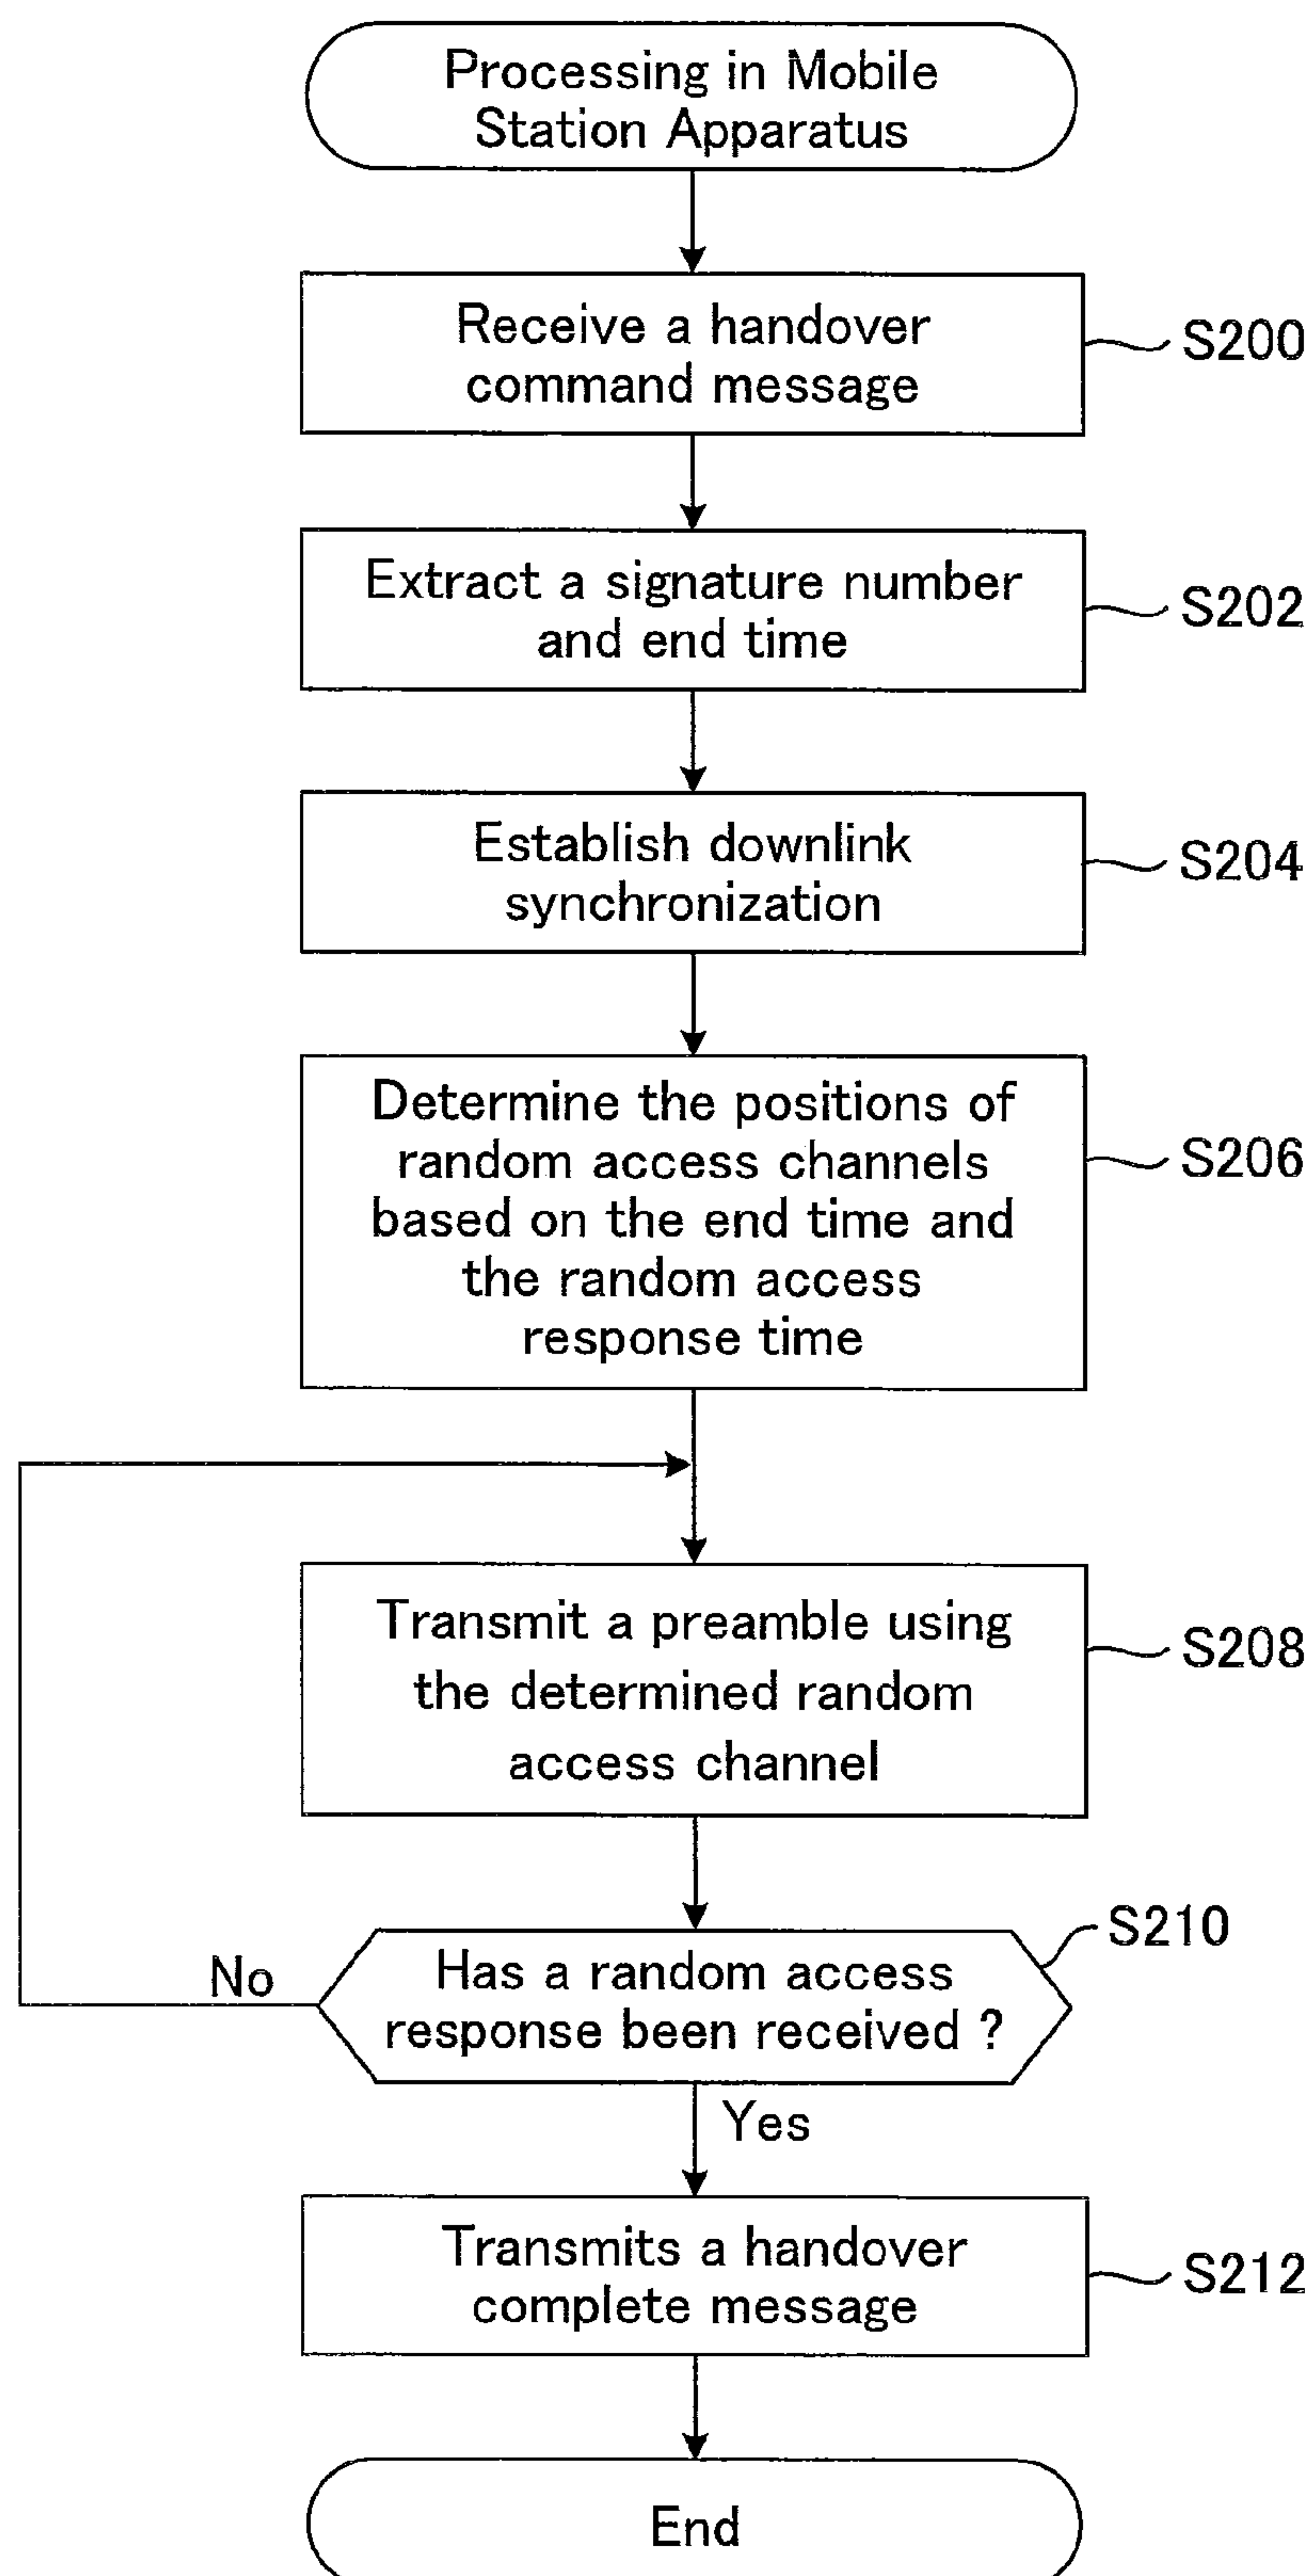 Processing in Mobile
Station Apparatus
Receive a handover
command message
S200
Extract a signature number
and end time
S202
Establish downlink
synchronization
S204
Determine the positions of
random access channels
based on the end time and
the random access
response time
S206
Transmit a preamble using
the determined random
access channel
S208
Has a random access
response been received ?
S210
No
Yes
Transmits a handover
complete message
S212
End